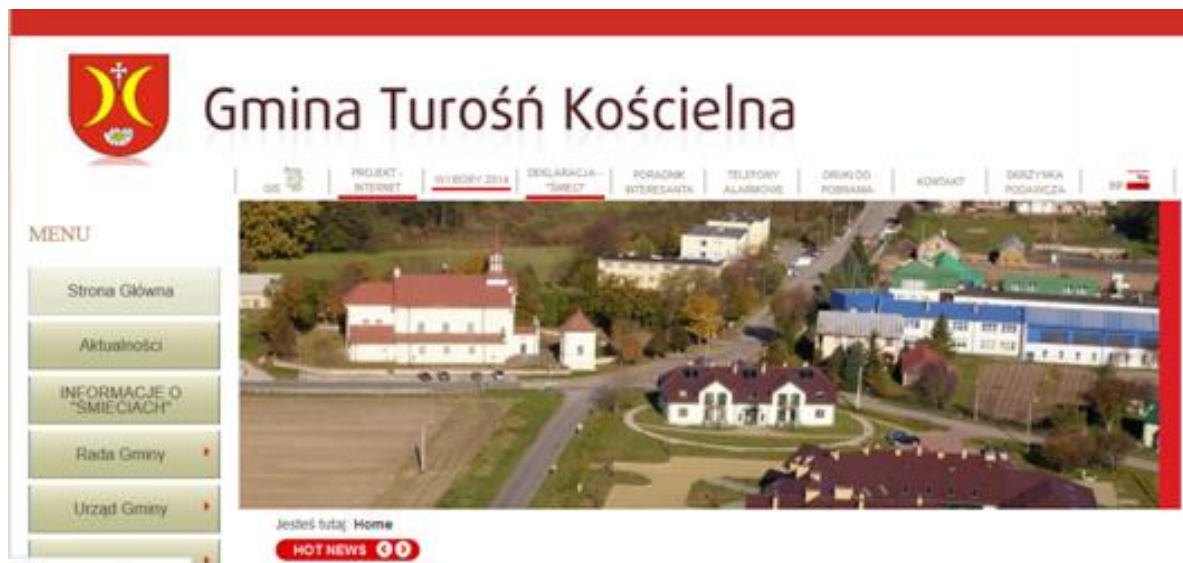 Gmina Turośń Kościelna
GIS
PROJEKT -
INTERNET
WYBORY 2014
DEKLARACJA -
"ŚMIECI"
PORADNIK
INTERESANTA
TELEFONY
ALARMOWE
DRUKI DO
POBRANIA
KONTAKT
SKRZYNKA
PODAWCZA
BIP
MENU
Strona Główna
Aktualności
INFORMACJE O
"ŚMIECIACH"
Rada Gminy
Urząd Gminy
Jesteś tutaj: Home
HOT NEWS